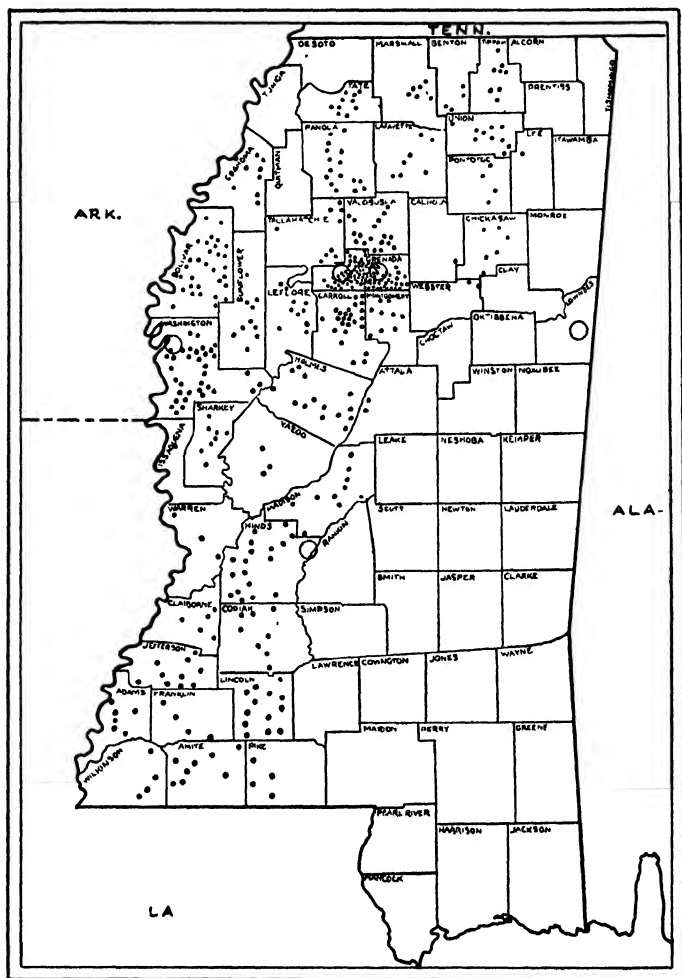 TENN.
DESOTO
MARSHALL
BENTON
TIPPAH
ALCORN
TISHOMINGO
TUNICA
TATE
PRENTISS
PANOLA
LAFAYETTE
UNION
LEE
ITAWAMBA
COAHOMA
QUITMAN
PONTOTOC
ARK.
TALLAHATCHIE
YALOBUSHA
CALHOUN
CHICKASAW
MONROE
BOLIVAR
SUNFLOWER
GRENADA
CLAY
WEBSTER
LEFLORE
CARROLL
MONTGOMERY
LOWNDES
OKTIBBEHA
CHOCTAW
WASHINGTON
HOLMES
ATTALA
WINSTON
NOXUBEE
SHARKEY
ISSAQUENA
YAZOO
LEAKE
NESHOBA
KEMPER
WARREN
MADISON
HINDS
RANKIN
SCOTT
NEWTON
LAUDERDALE
ALA-
SMITH
JASPER
CLARKE
CLAIBORNE
COPIAH
SIMPSON
JEFFERSON
LAWRENCE
COVINGTON
JONES
WAYNE
LINCOLN
ADAMS
FRANKLIN
MARION
PERRY
GREENE
WILKINSON
AMITE
PIKE
PEARL RIVER
HARRISON
JACKSON
HANCOCK
LA